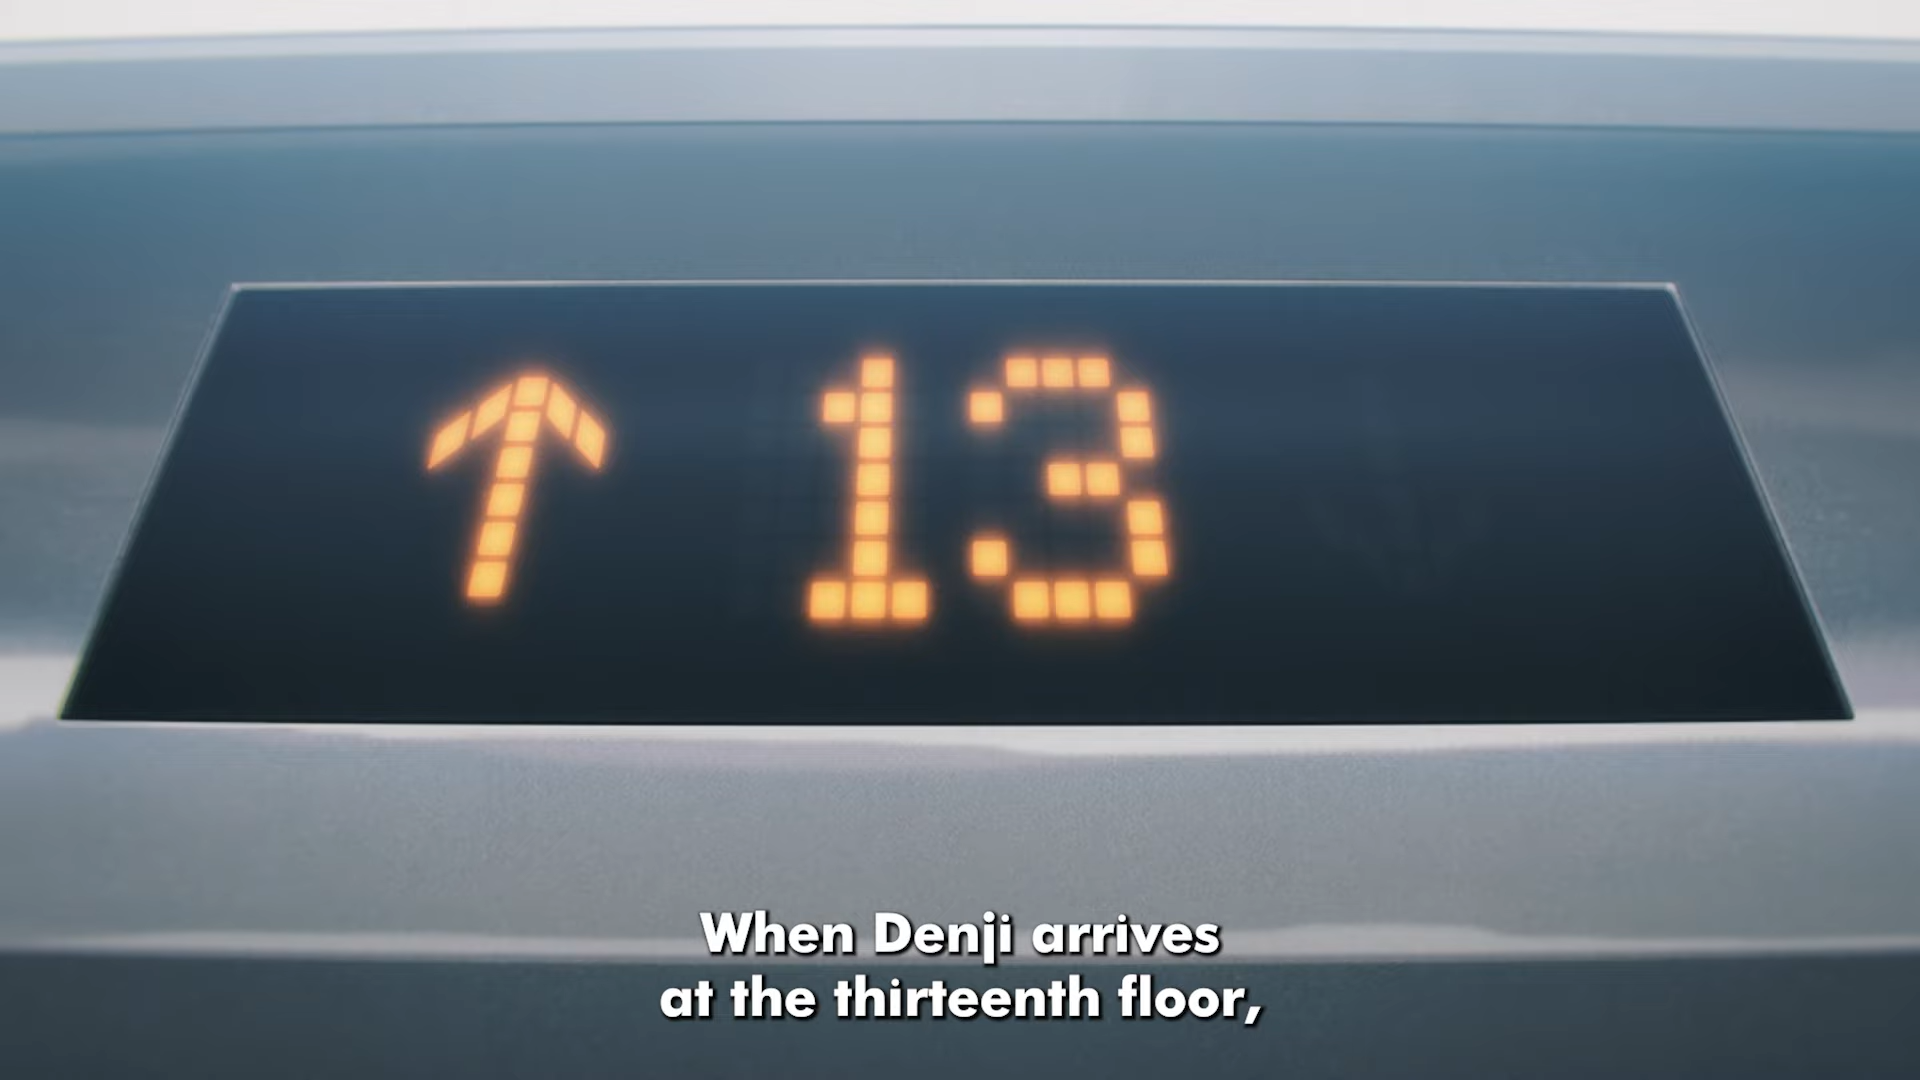 ↑ 13
When Denji arrives
at the thirteenth floor,